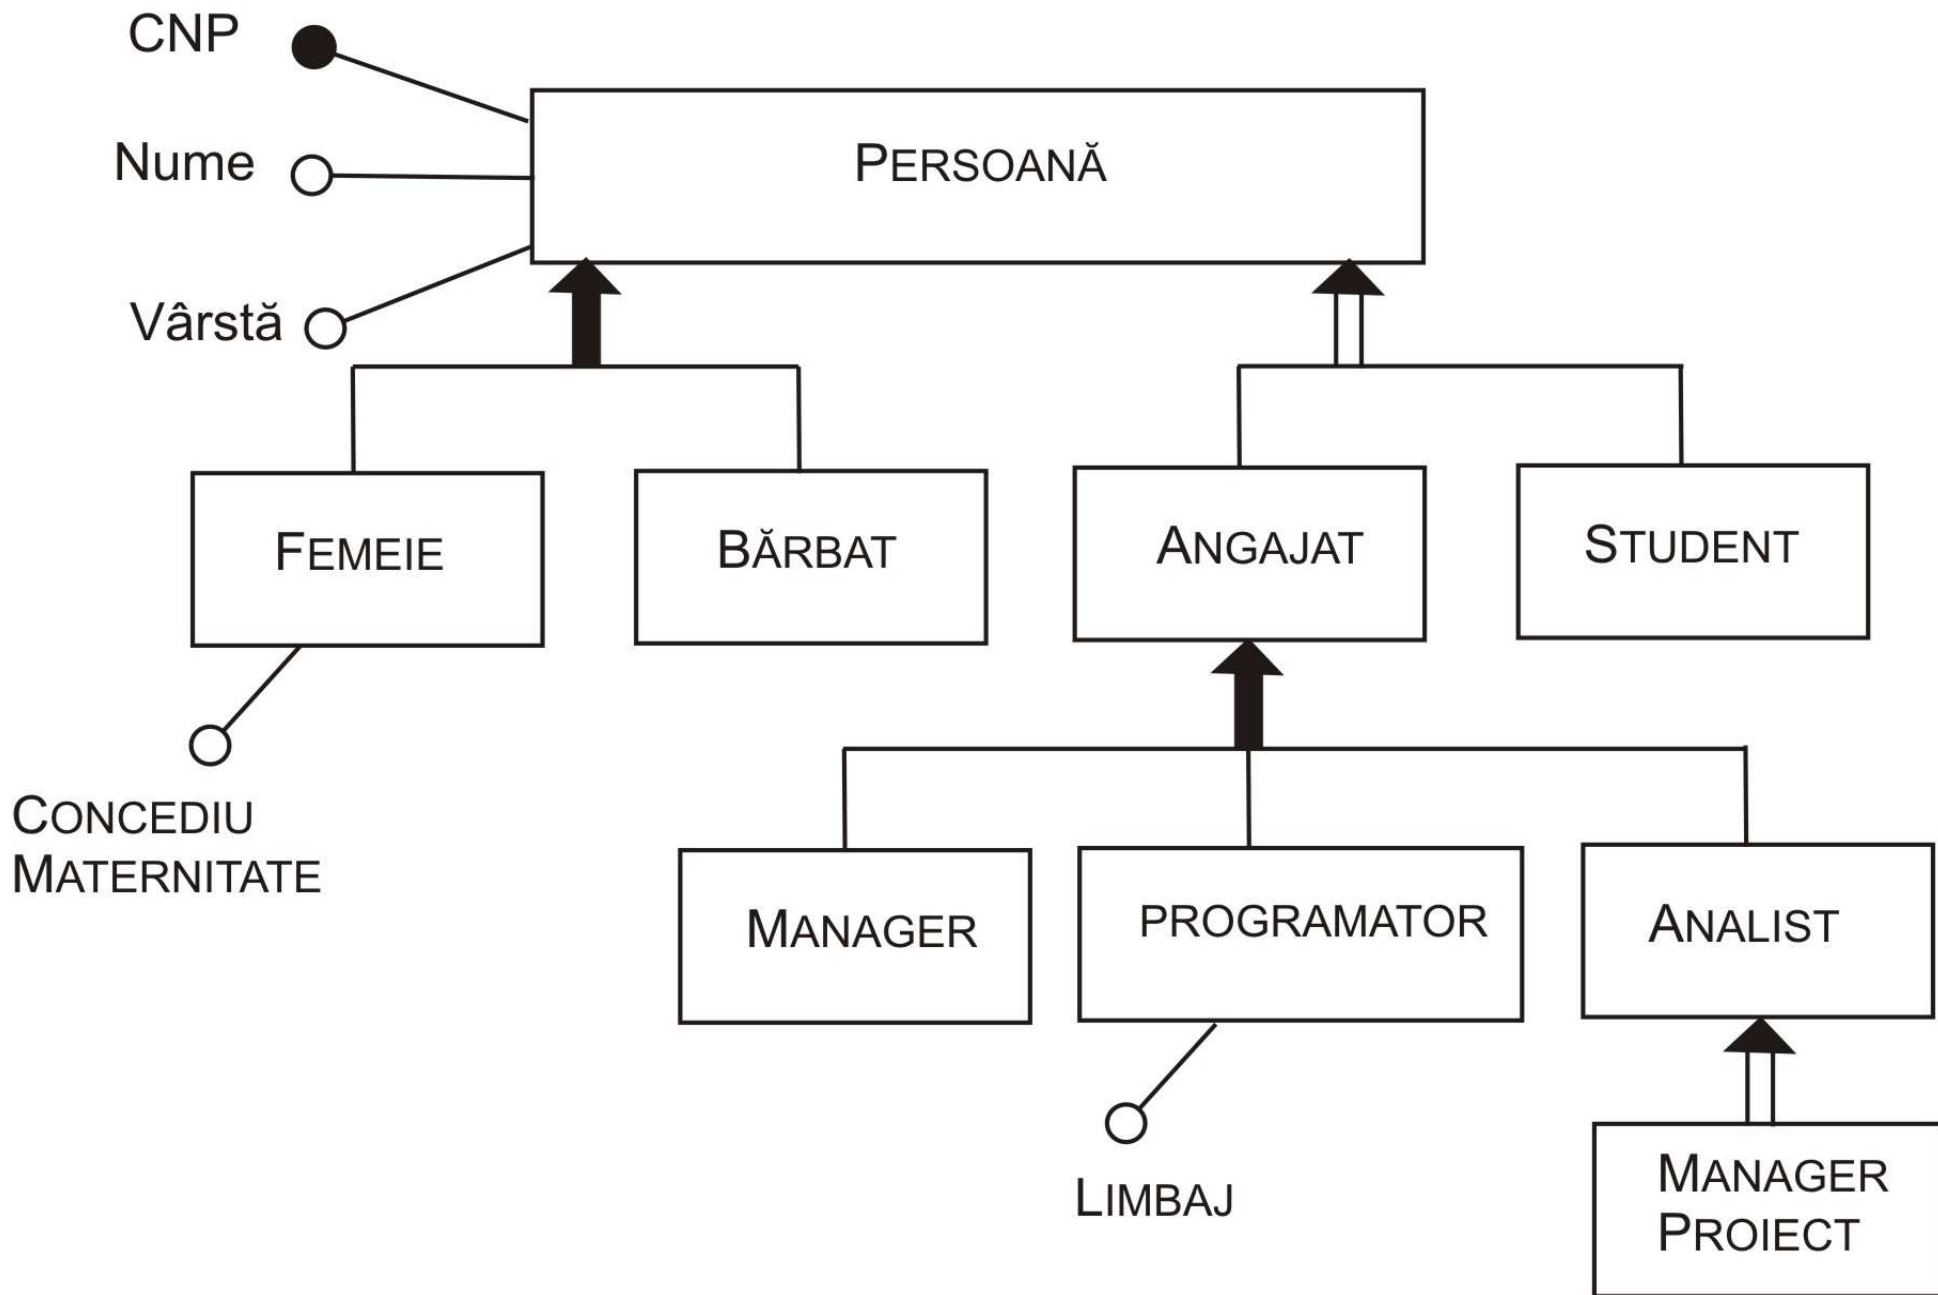 CNP
Nume
PERSOANĂ
Vârstă
FEMEIE
BĂRBAT
ANGAJAT
STUDENT
CONCEDIU
MATERNITATE
MANAGER
PROGRAMATOR
ANALIST
LIMBAJ
MANAGER
PROIECT